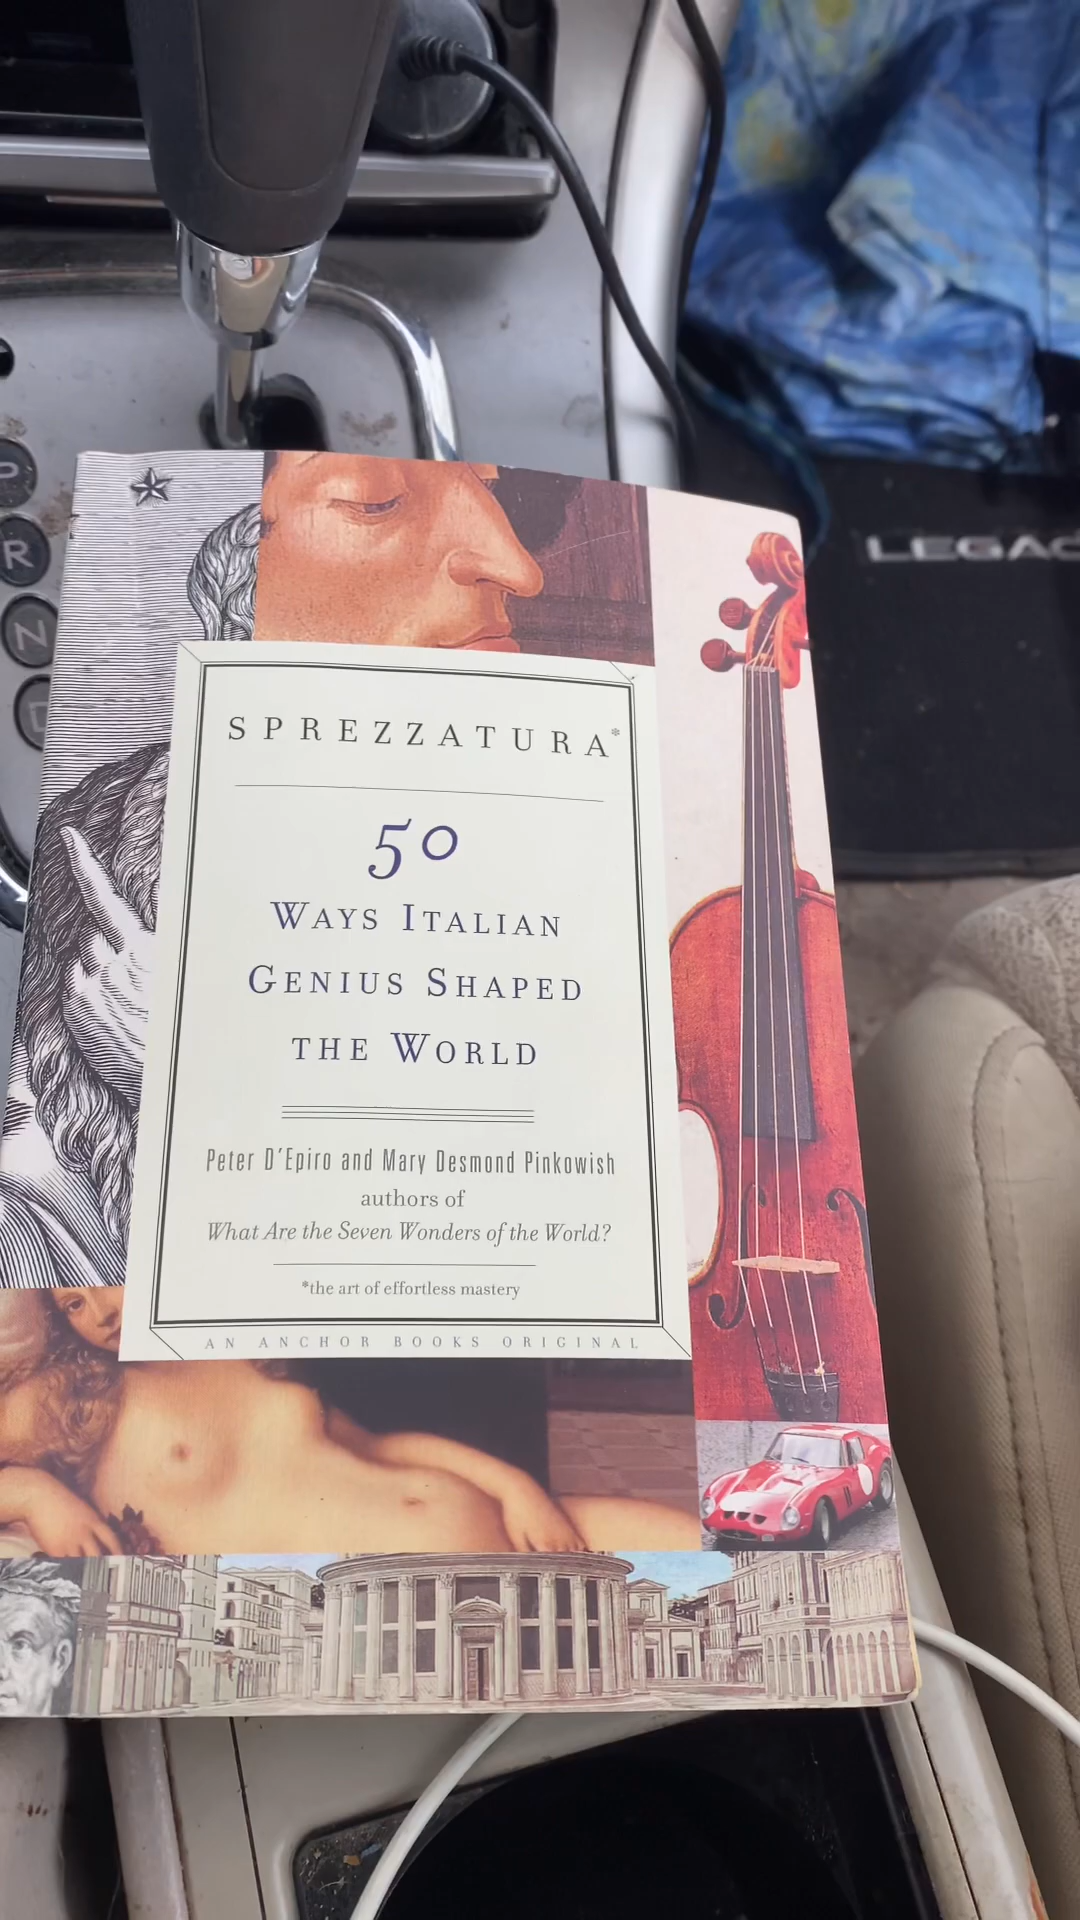 P
R
N
D
LEGAC
SPREZZATURA*
50
WAYS ITALIAN
GENIUS SHAPED
THE WORLD
Peter D'Epiro and Mary Desmond Pinkowish
authors of
What Are the Seven Wonders of the World?
*the art of effortless mastery
AN ANCHOR BOOKS ORIGINAL